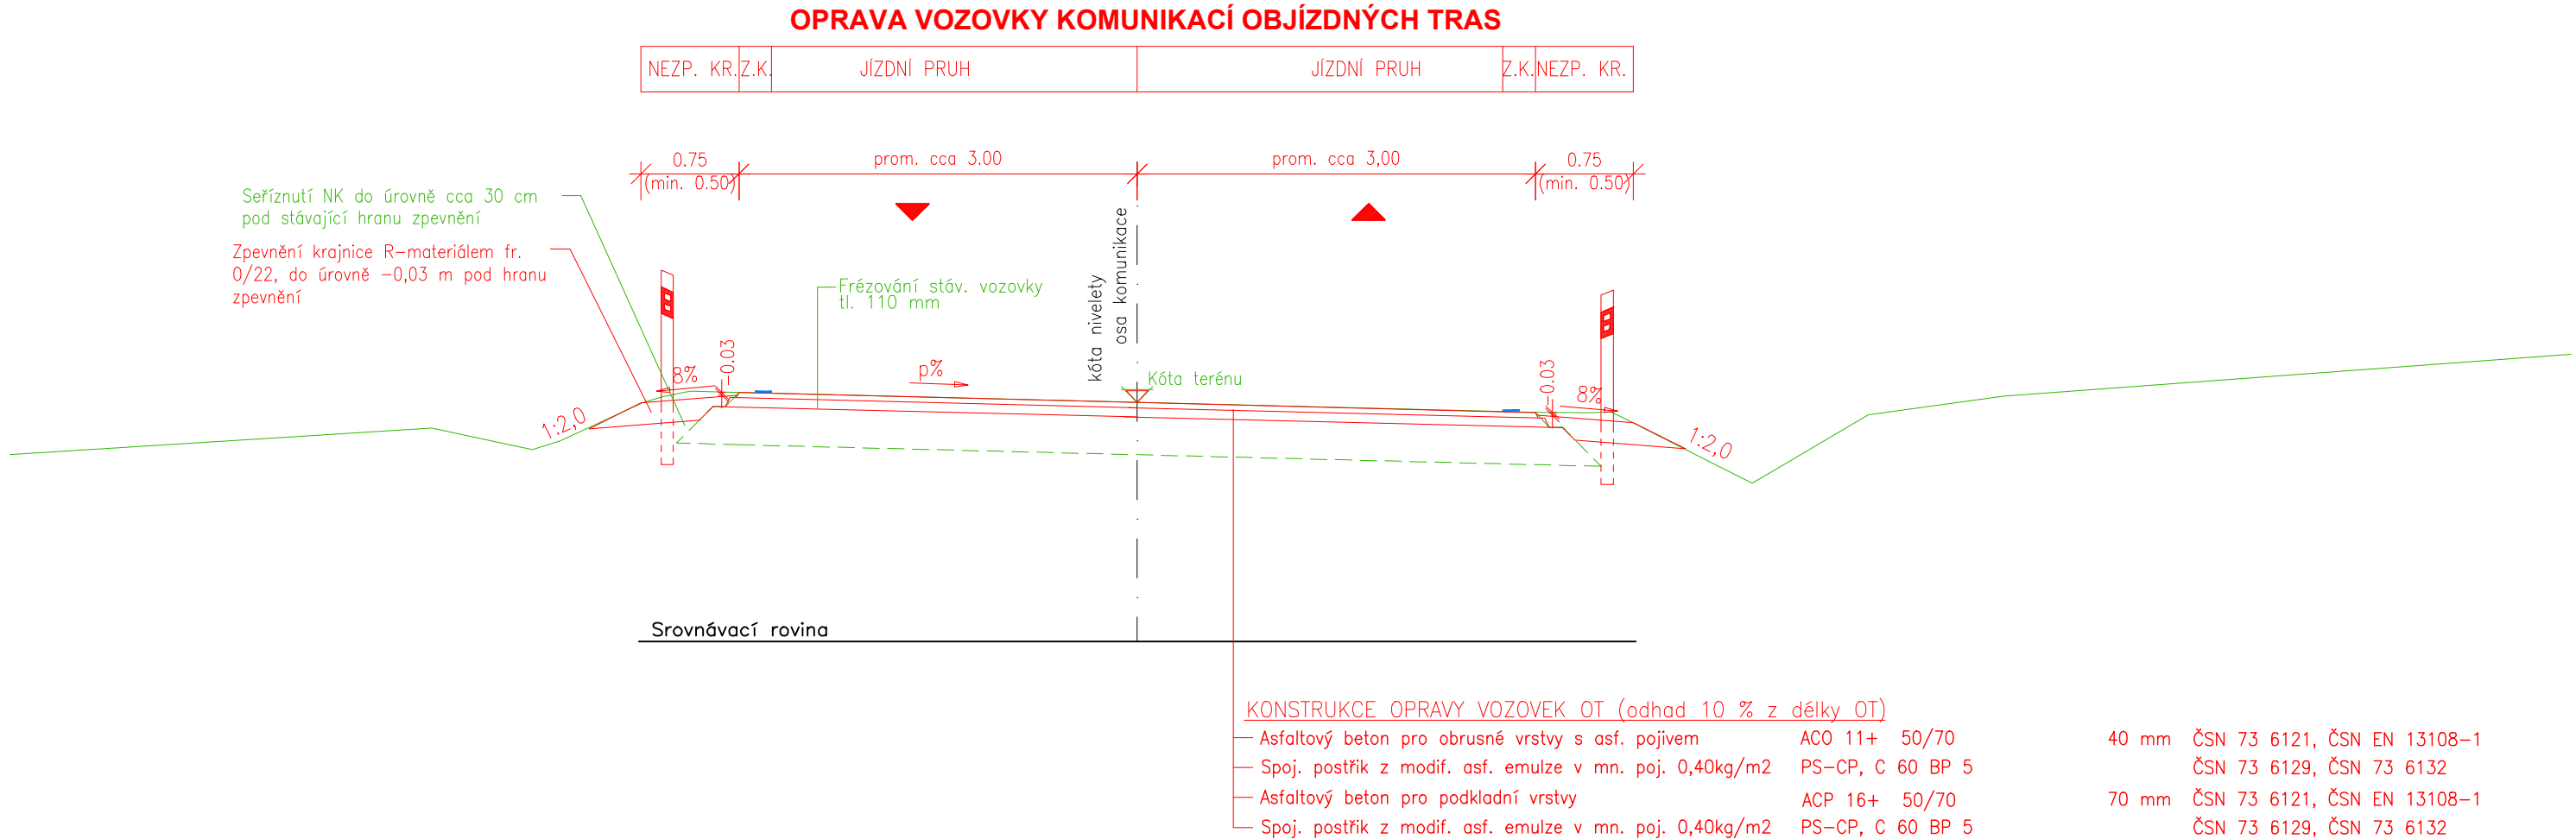 OPRAVA VOZOVKY KOMUNIKACÍ OBJÍZDNÝCH TRAS
NEZP. KR. Z.K. JÍZDNÍ PRUH JÍZDNÍ PRUH Z.K. NEZP. KR.
0.75 prom. cca 3.00 prom. cca 3,00 0.75
(min. 0.50) (min. 0.50)
Seříznutí NK do úrovně cca 30 cm
pod stávající hranu zpevnění
Zpevnění krajnice R-materiálem fr.
0/22, do úrovně -0,03 m pod hranu
zpevnění
Frézování stáv. vozovky
tl. 110 mm
kóta nivelety
osa komunikace
8% -0.03 p% Kóta terénu -0.03 8%
1:2,0 1:2,0
Srovnávací rovina
KONSTRUKCE OPRAVY VOZOVEK OT (odhad 10 % z délky OT)
Asfaltový beton pro obrusné vrstvy s asf. pojivem ACO 11+ 50/70 40 mm ČSN 73 6121, ČSN EN 13108-1
Spoj. postřik z modif. asf. emulze v mn. poj. 0,40kg/m2 PS-CP, C 60 BP 5 ČSN 73 6129, ČSN 73 6132
Asfaltový beton pro podkladní vrstvy ACP 16+ 50/70 70 mm ČSN 73 6121, ČSN EN 13108-1
Spoj. postřik z modif. asf. emulze v mn. poj. 0,40kg/m2 PS-CP, C 60 BP 5 ČSN 73 6129, ČSN 73 6132